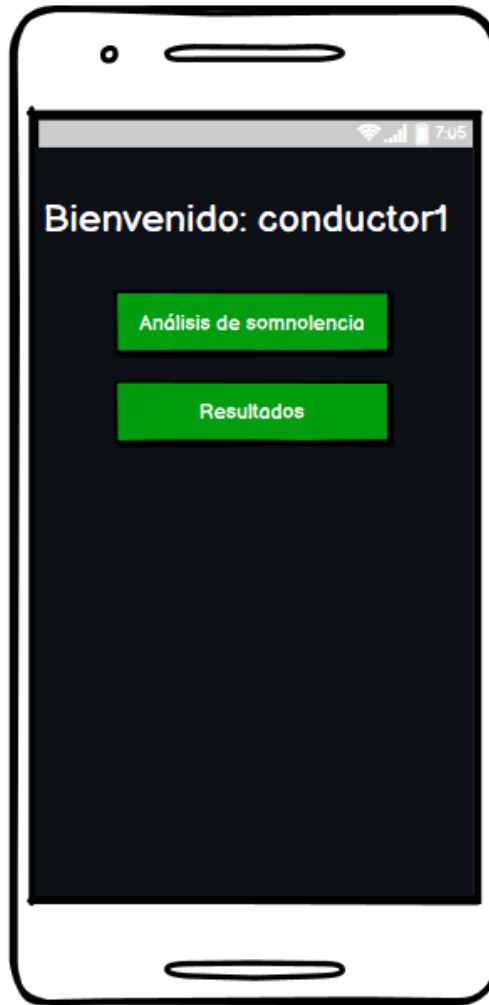 7:05
Bienvenido: conductor1
Análisis de somnolencia
Resultados